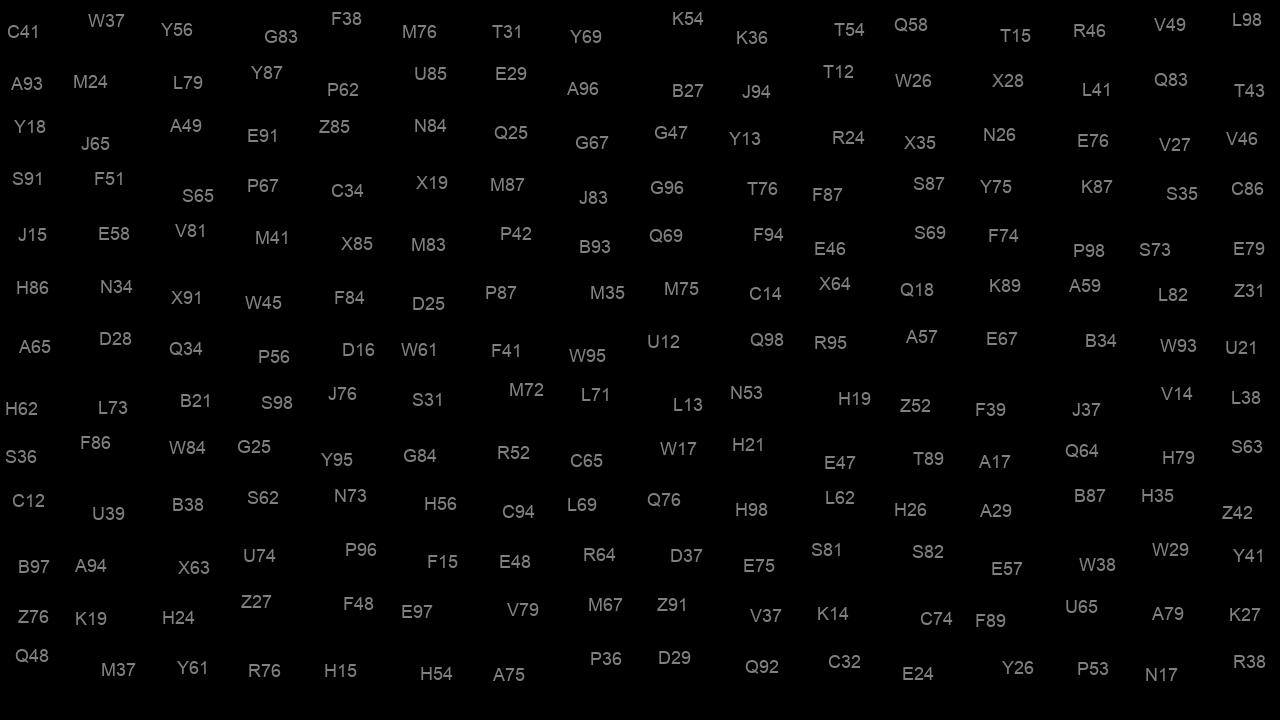 C41 W37 Y56 G83 F38 M76 T31 Y69 K54 K36 T54 Q58 T15 R46 V49 L98
A93 M24 L79 Y87 P62 U85 E29 A96 B27 J94 T12 W26 X28 L41 Q83 T43
Y18 J65 A49 E91 Z85 N84 Q25 G67 G47 Y13 R24 X35 N26 E76 V27 V46
S91 F51 S65 P67 C34 X19 M87 J83 G96 T76 F87 S87 Y75 K87 S35 C86
J15 E58 V81 M41 X85 M83 P42 B93 Q69 F94 E46 S69 F74 P98 S73 E79
H86 N34 X91 W45 F84 D25 P87 M35 M75 C14 X64 Q18 K89 A59 L82 Z31
A65 D28 Q34 P56 D16 W61 F41 W95 U12 Q98 R95 A57 E67 B34 W93 U21
H62 L73 B21 S98 J76 S31 M72 L71 L13 N53 H19 Z52 F39 J37 V14 L38
S36 F86 W84 G25 Y95 G84 R52 C65 W17 H21 E47 T89 A17 Q64 H79 S63
C12 U39 B38 S62 N73 H56 C94 L69 Q76 H98 L62 H26 A29 B87 H35 Z42
B97 A94 X63 U74 P96 F15 E48 R64 D37 E75 S81 S82 E57 W38 W29 Y41
Z76 K19 H24 Z27 F48 E97 V79 M67 Z91 V37 K14 C74 F89 U65 A79 K27
Q48 M37 Y61 R76 H15 H54 A75 P36 D29 Q92 C32 E24 Y26 P53 N17 R38